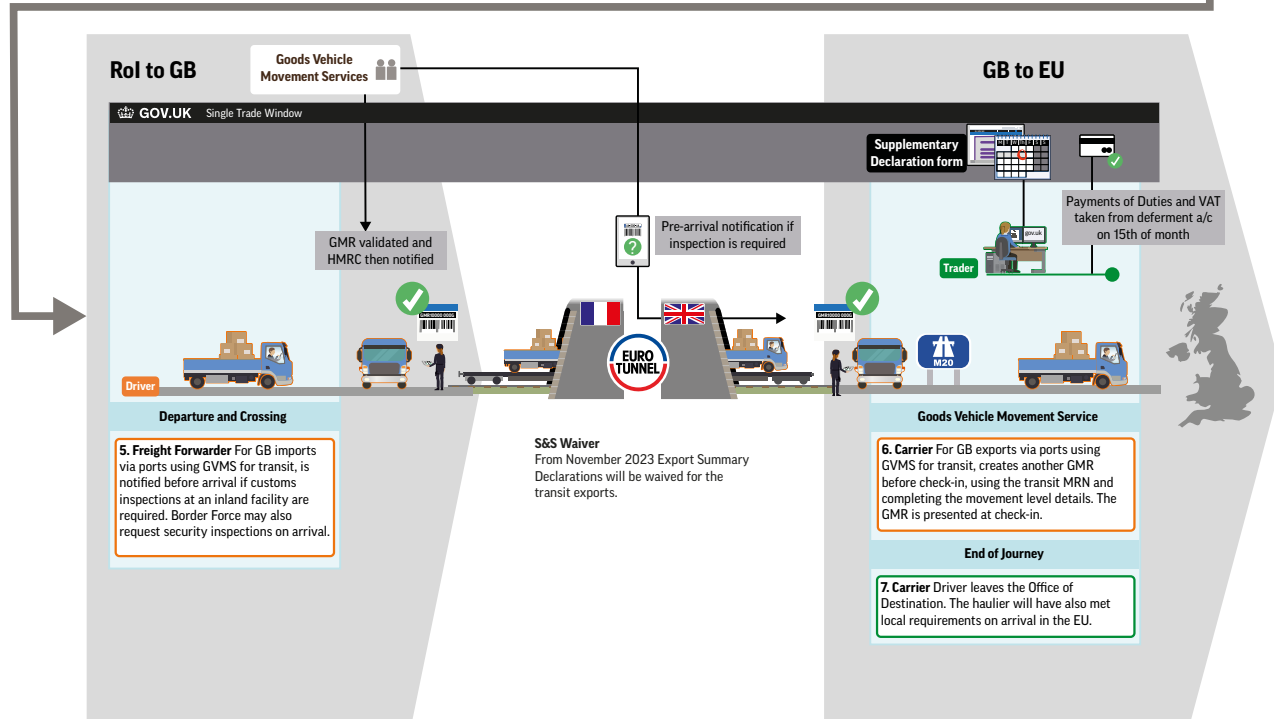 RoI to GB
Goods Vehicle
Movement Services
GB to EU
GOV.UK Single Trade Window
Supplementary
Declaration form
GMR validated and
HMRC then notified
Pre-arrival notification if
inspection is required
Payments of Duties and VAT
taken from deferment a/c
on 15th of month
gov.uk
Trader
EURO
TUNNEL
M20
Driver
Departure and Crossing
5. Freight Forwarder For GB imports
via ports using GVMS for transit, is
notified before arrival if customs
inspections at an inland facility are
required. Border Force may also
request security inspections on arrival.
S&S Waiver
From November 2023 Export Summary
Declarations will be waived for the
transit exports.
Goods Vehicle Movement Service
6. Carrier For GB exports via ports using
GVMS for transit, creates another GMR
before check-in, using the transit MRN and
completing the movement level details. The
GMR is presented at check-in.
End of Journey
7. Carrier Driver leaves the Office of
Destination. The haulier will have also met
local requirements on arrival in the EU.